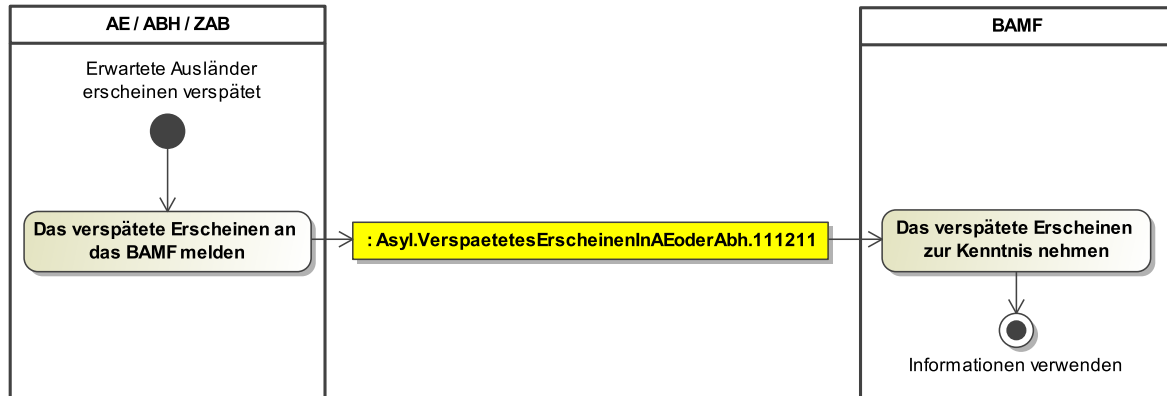 AE / ABH / ZAB
BAMF
Erwartete Ausländer
erscheinen verspätet
Das verspätete Erscheinen an
das BAMF melden
: Asyl.VerspaetetesErscheinenInAEoderAbh.111211
Das verspätete Erscheinen
zur Kenntnis nehmen
Informationen verwenden